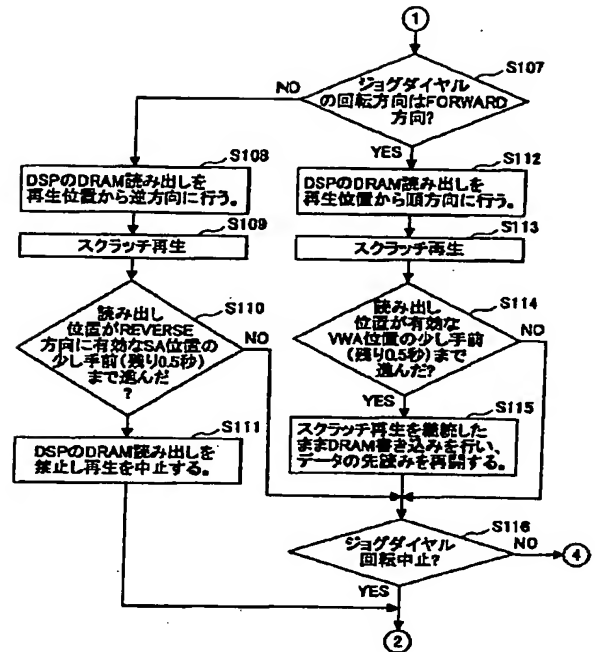 1
S107
ジョグダイヤル
の回転方向はFORWARD
方向?
NO
YES
S108
DSPのDRAM読み出しを
再生位置から逆方向に行う。
S109
スクラッチ再生
S110
読み出し
位置がREVERSE
方向に有効なSA位置の
少し手前(残り0.5秒)
まで進んだ
?
NO
YES
S111
DSPのDRAM読み出しを
禁止し再生を中止する。
S112
DSPのDRAM読み出しを
再生位置から順方向に行う。
S113
スクラッチ再生
S114
読み出し
位置が有効な
VWA位置の少し手前
(残り0.5秒)まで
進んだ?
NO
YES
S115
スクラッチ再生を継続した
ままDRAM書き込みを行い、
データの先読みを再開する。
S116
ジョグダイヤル
回転中止?
NO
4
YES
2